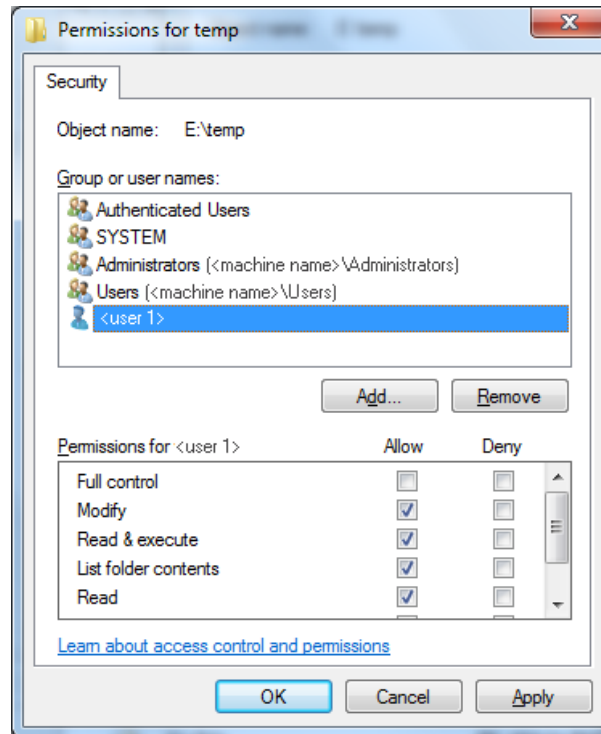 Permissions for temp
Security
Object name: E:\temp
Group or user names:
Authenticated Users
SYSTEM
Administrators (<machine name>\Administrators)
Users (<machine name>\Users)
<user 1>
Add... Remove
Permissions for <user 1> Allow Deny
Full control
Modify
Read & execute
List folder contents
Read
Learn about access control and permissions
OK Cancel Apply